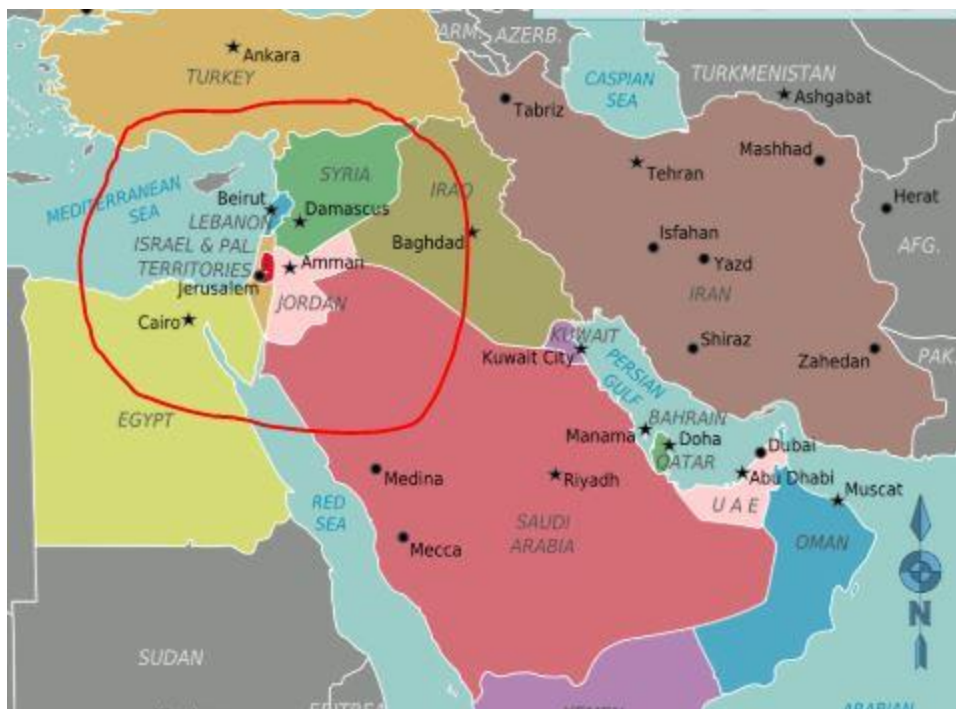 ARM.
AZERB.
Ankara
TURKEY
CASPIAN
SEA
TURKMENISTAN
Ashgabat
Tabriz
Mashhad
Tehran
SYRIA
IRAQ
Herat
MEDITERRANEAN
SEA
Beirut
LEBANON
Damascus
Baghdad
ISRAEL & PAL.
TERRITORIES
Amman
Jerusalem
JORDAN
Isfahan
Yazd
IRAN
AFG.
Cairo
KUWAIT
Kuwait City
Shiraz
Zahedan
PAK.
PERSIAN
GULF
EGYPT
BAHRAIN
Manama
Doha
QATAR
Dubai
Abu Dhabi
Medina
Riyadh
U A E
Muscat
RED
SEA
SAUDI
ARABIA
Mecca
OMAN
N
SUDAN